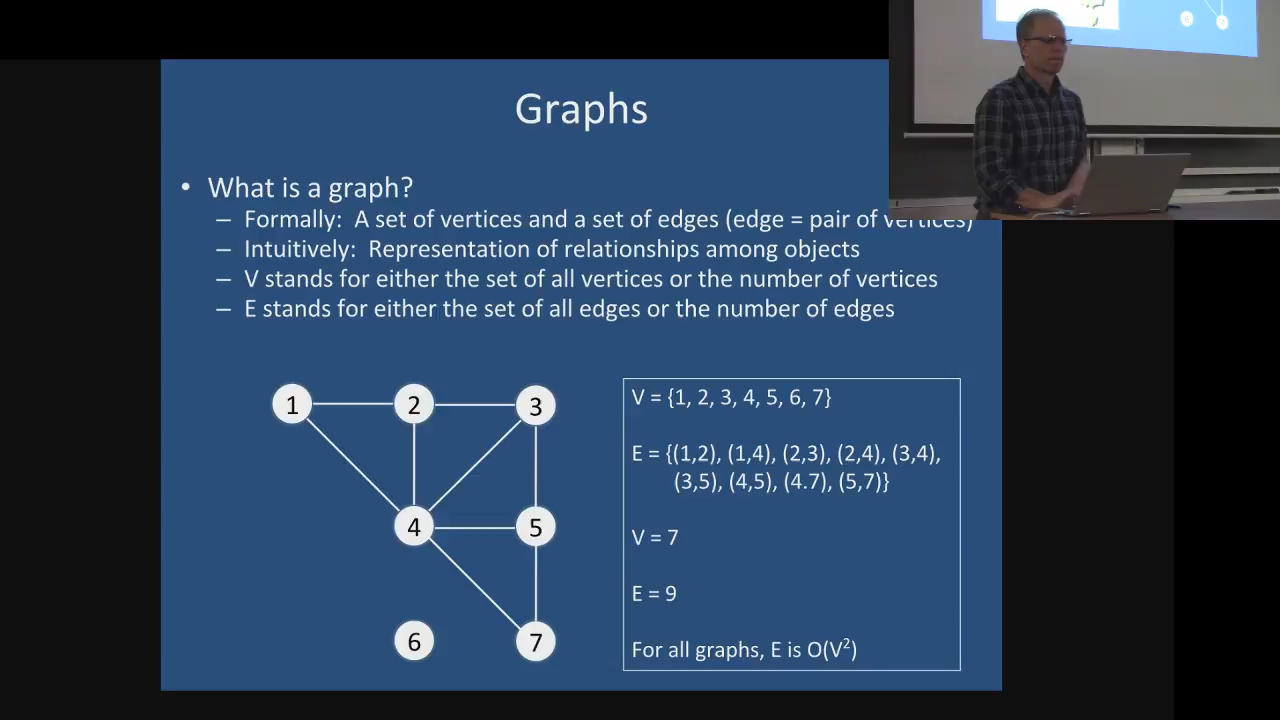 Graphs
• What is a graph?
– Formally: A set of vertices and a set of edges (edge = pair of vertices)
– Intuitively: Representation of relationships among objects
– V stands for either the set of all vertices or the number of vertices
– E stands for either the set of all edges or the number of edges
1
2
3
4
5
6
7
V = {1, 2, 3, 4, 5, 6, 7}
E = {(1,2), (1,4), (2,3), (2,4), (3,4),
(3,5), (4,5), (4.7), (5,7)}
V = 7
E = 9
For all graphs, E is O(V²)